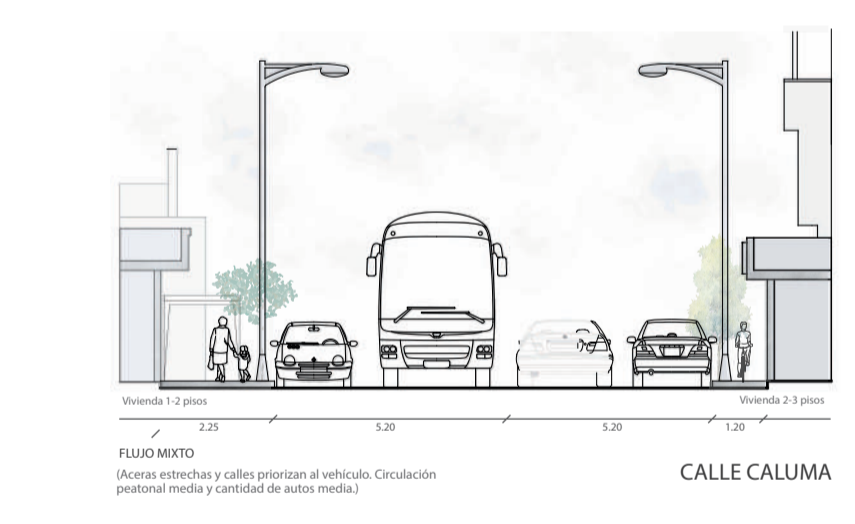 Vivienda 1-2 pisos
Vivienda 2-3 pisos
2.25
5.20
5.20
1.20
FLUJO MIXTO
(Aceras estrechas y calles priorizan al vehículo. Circulación
peatonal media y cantidad de autos media.)
CALLE CALUMA